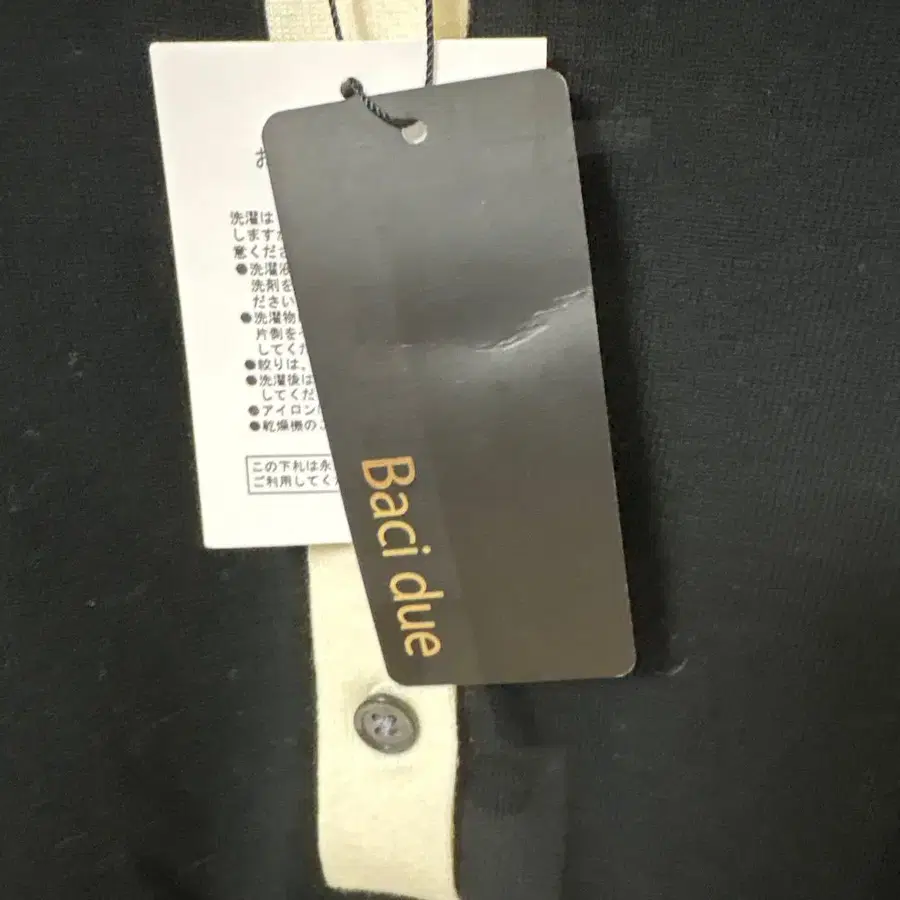 お
洗濯は
します
意くださ
●洗濯液
洗剤を
ださい
●洗濯物
片側を
してくだ
●絞りは、
●洗濯後は
してくだ
●アイロン
●乾燥機の
この下札は永
ご利用してく
Baci due